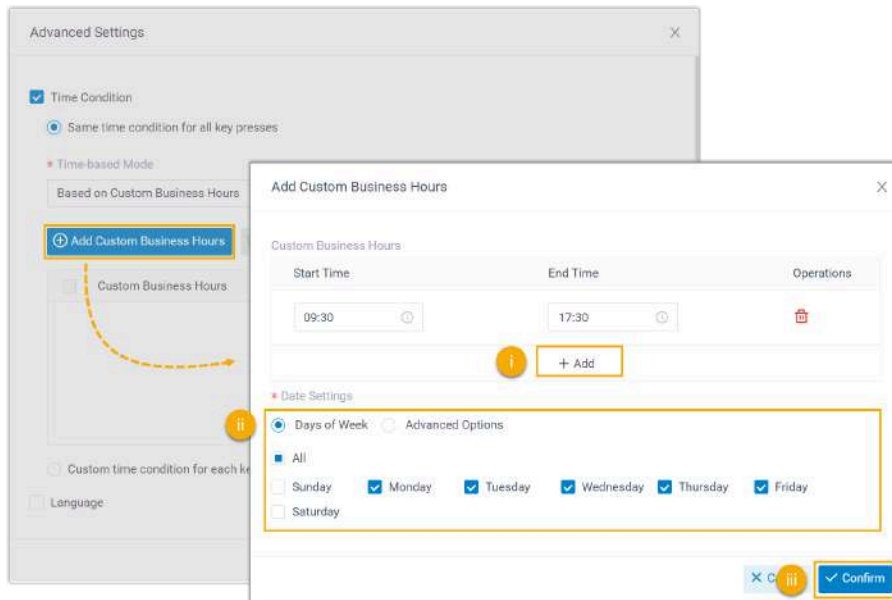 Advanced Settings
Time Condition
Same time condition for all key presses
* Time-based Mode
Based on Custom Business Hours
Add Custom Business Hours
Custom Business Hours
Custom time condition for each ke
Language
Add Custom Business Hours
Custom Business Hours
Start Time End Time Operations
09:30 17:30
i
+ Add
* Date Settings
ii
Days of Week Advanced Options
All
Sunday Monday Tuesday Wednesday Thursday Friday
Saturday
iii Confirm